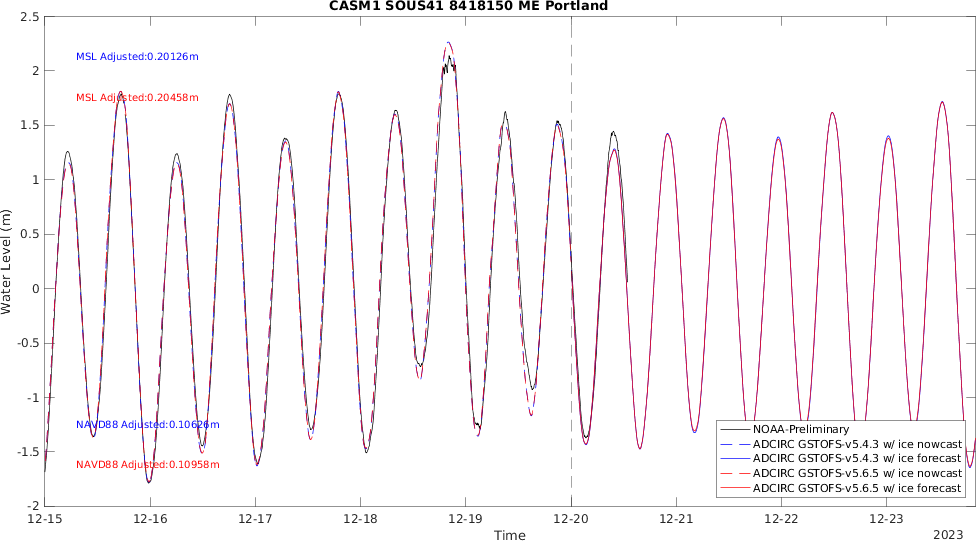 CASM1 SOUS41 8418150 ME Portland
2.5
2
1.5
1
0.5
0
-0.5
-1
-1.5
-2
Water Level (m)
MSL Adjusted:0.20126m
MSL Adjusted:0.20458m
NAVD88 Adjusted:0.10626m
NAVD88 Adjusted:0.10958m
NOAA-Preliminary
ADCIRC GSTOFS-v5.4.3 w/ ice nowcast
ADCIRC GSTOFS-v5.4.3 w/ ice forecast
ADCIRC GSTOFS-v5.6.5 w/ ice nowcast
ADCIRC GSTOFS-v5.6.5 w/ ice forecast
12-15 12-16 12-17 12-18 12-19 12-20 12-21 12-22 12-23
Time
2023